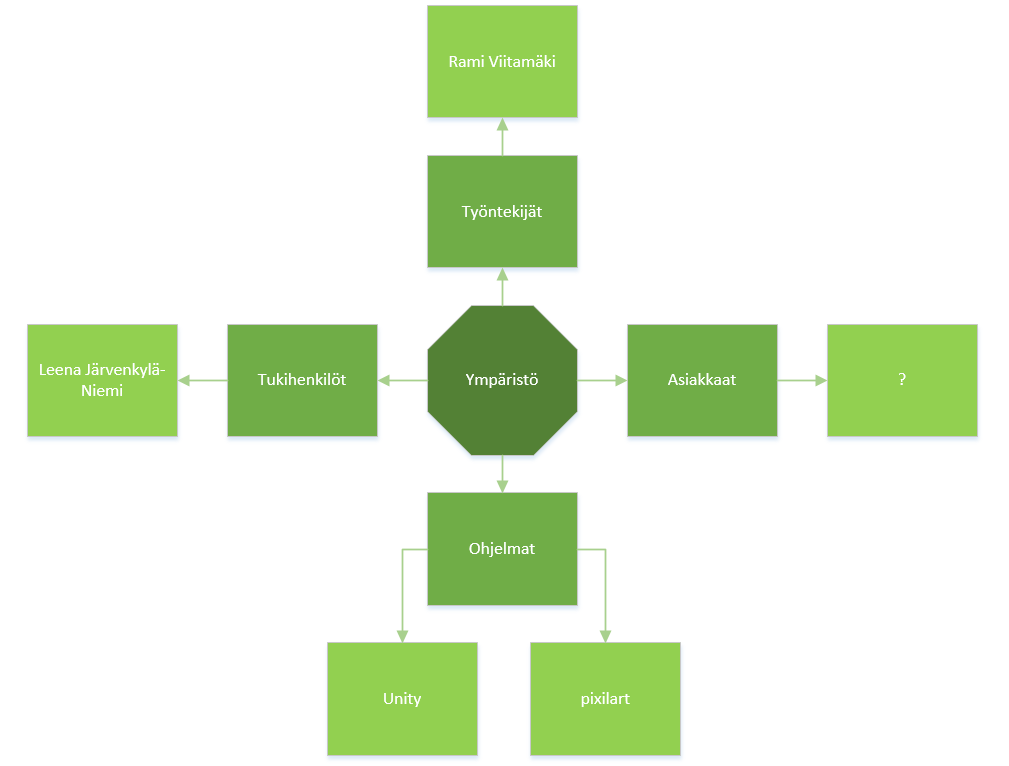 Rami Viitamäki
Työntekijät
Leena Järvenkylä-
Niemi
Tukihenkilöt
Ympäristö
Asiakkaat
?
Ohjelmat
Unity
pixilart